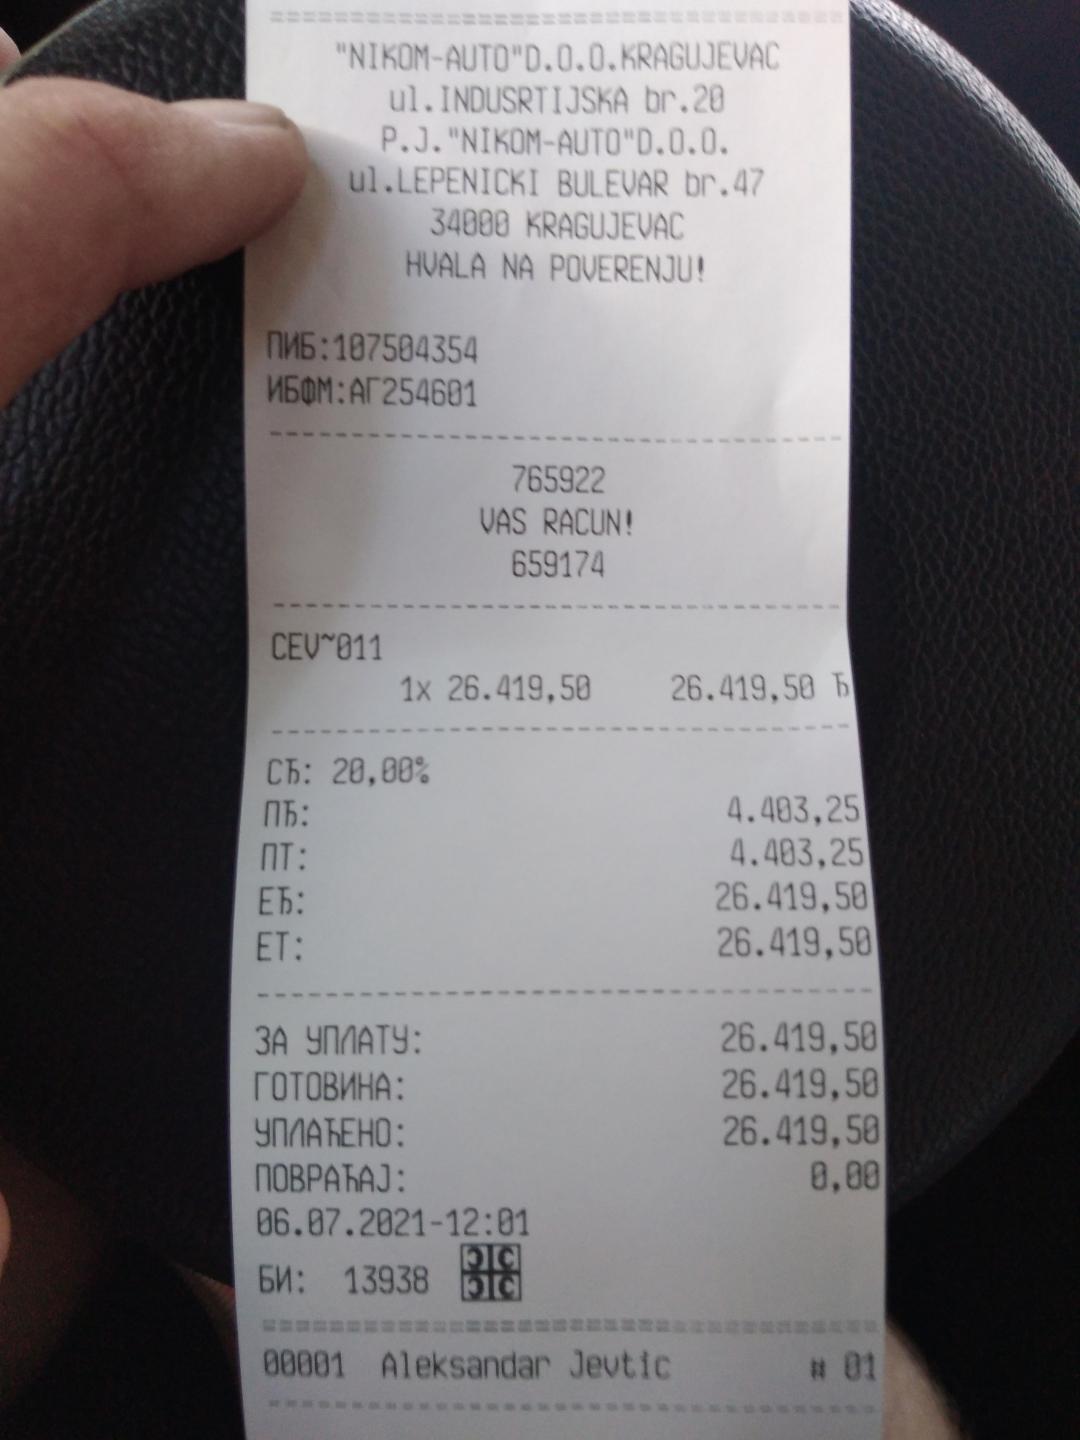 "NIKOM-AUTO"D.O.O.KRAGUJEVAC
ul.INDUSRTIJSKA br.20
P.J."NIKOM-AUTO"D.O.O.
ul.LEPENICKI BULEVAR br.47
34000 KRAGUJEVAC
HVALA NA POVERENJU!
ПИБ:107504354
ИБФМ:АГ254601
765922
VAS RACUN!
659174
CEV~011
1x 26.419,50 26.419,50 Ђ
СЂ: 20,00%
ПЂ: 4.403,25
ПТ: 4.403,25
ЕЂ: 26.419,50
ЕТ: 26.419,50
ЗА УПЛАТУ: 26.419,50
ГОТОВИНА: 26.419,50
УПЛАЋЕНО: 26.419,50
ПОВРАЋАЈ: 0,00
06.07.2021-12:01
БИ: 13938
00001 Aleksandar Jevtic # 01